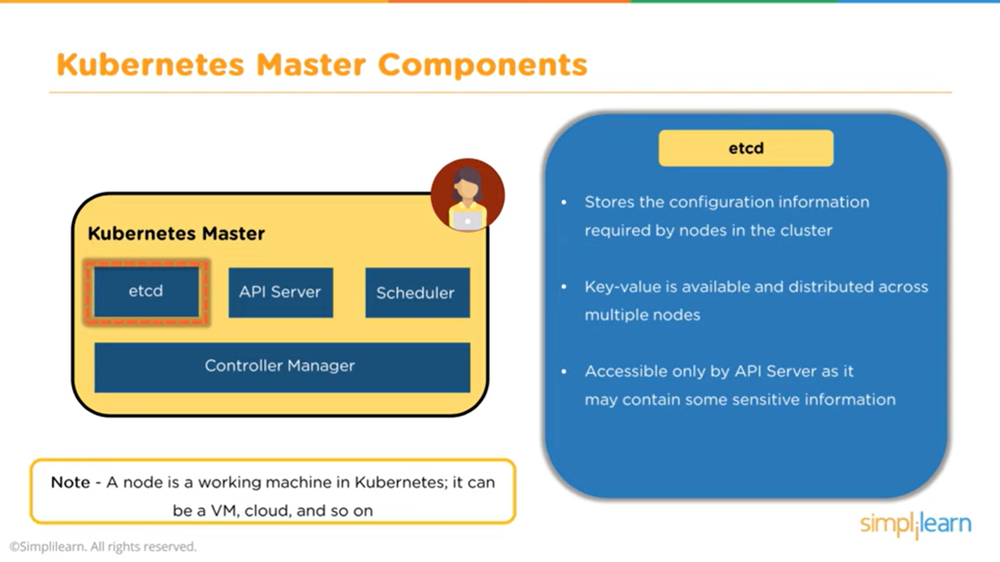 Kubernetes Master Components
Kubernetes Master
etcd
API Server
Scheduler
Controller Manager
Note - A node is a working machine in Kubernetes; it can
be a VM, cloud, and so on
etcd
• Stores the configuration information
required by nodes in the cluster
• Key-value is available and distributed across
multiple nodes
• Accessible only by API Server as it
may contain some sensitive information
simplilearn
©Simplilearn. All rights reserved.